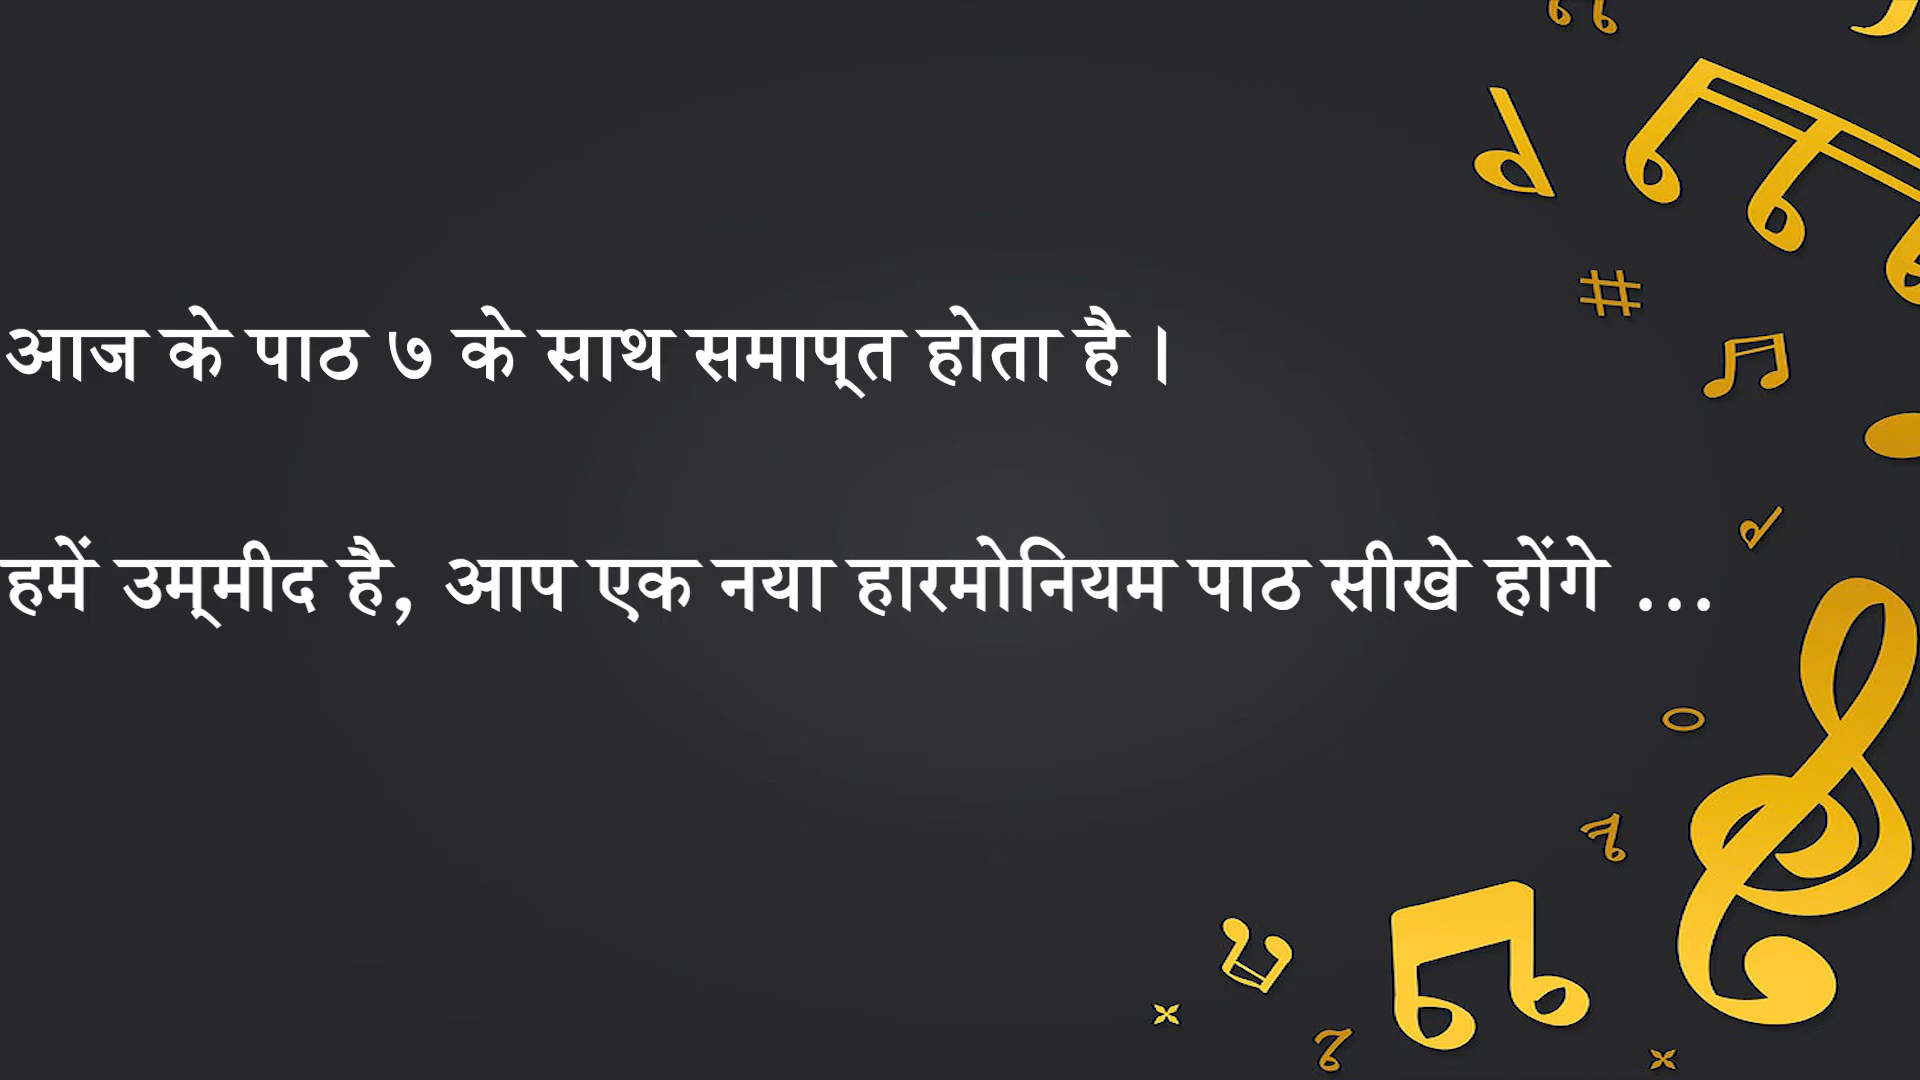 आज के पाठ ७ के साथ समाप्त होता है।
हमें उम्मीद है, आप एक नया हारमोनियम पाठ सीखे होंगे ...